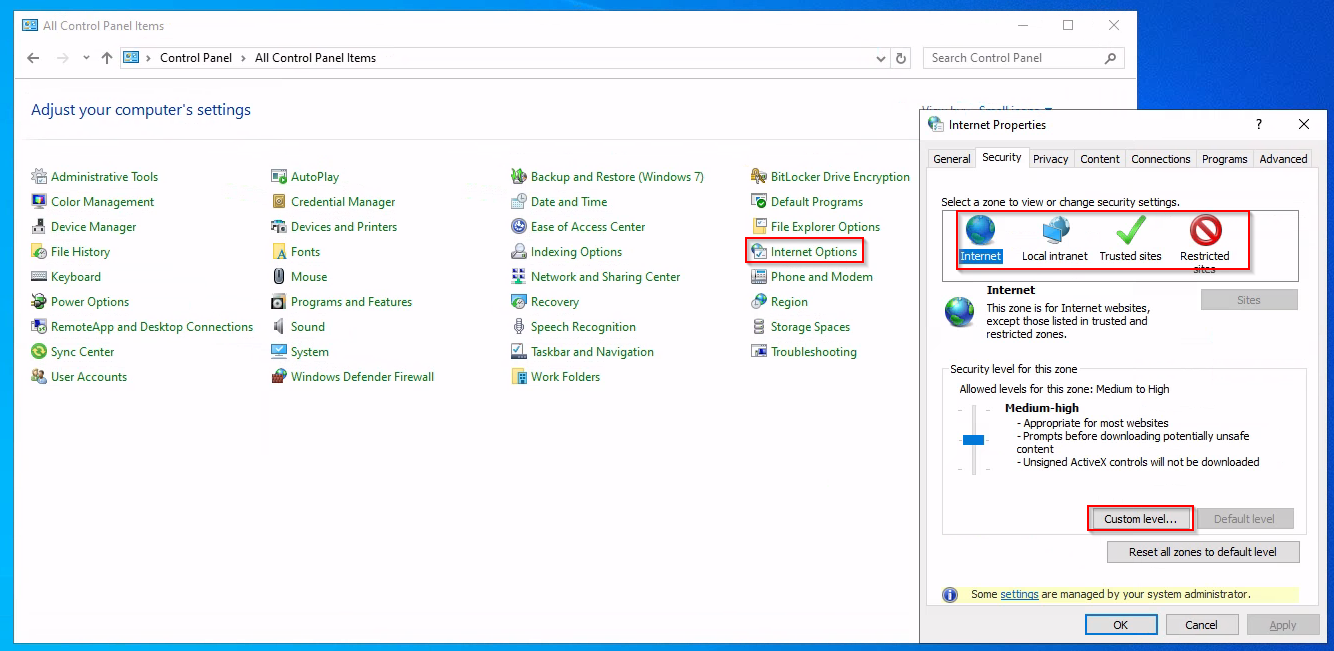 All Control Panel Items
Control Panel › All Control Panel Items
Search Control Panel
Adjust your computer's settings
Administrative Tools
AutoPlay
Backup and Restore (Windows 7)
BitLocker Drive Encryption
Color Management
Credential Manager
Date and Time
Default Programs
Device Manager
Devices and Printers
Ease of Access Center
File Explorer Options
File History
Fonts
Indexing Options
Internet Options
Keyboard
Mouse
Network and Sharing Center
Phone and Modem
Power Options
Programs and Features
Recovery
Region
RemoteApp and Desktop Connections
Sound
Speech Recognition
Storage Spaces
Sync Center
System
Taskbar and Navigation
Troubleshooting
User Accounts
Windows Defender Firewall
Work Folders
Internet Properties
?
General
Security
Privacy
Content
Connections
Programs
Advanced
Select a zone to view or change security settings.
Internet
Local intranet
Trusted sites
Restricted
sites
Internet
This zone is for Internet websites,
except those listed in trusted and
restricted zones.
Sites
Security level for this zone
Allowed levels for this zone: Medium to High
Medium-high
- Appropriate for most websites
- Prompts before downloading potentially unsafe
content
- Unsigned ActiveX controls will not be downloaded
Custom level...
Default level
Reset all zones to default level
Some settings are managed by your system administrator.
OK
Cancel
Apply